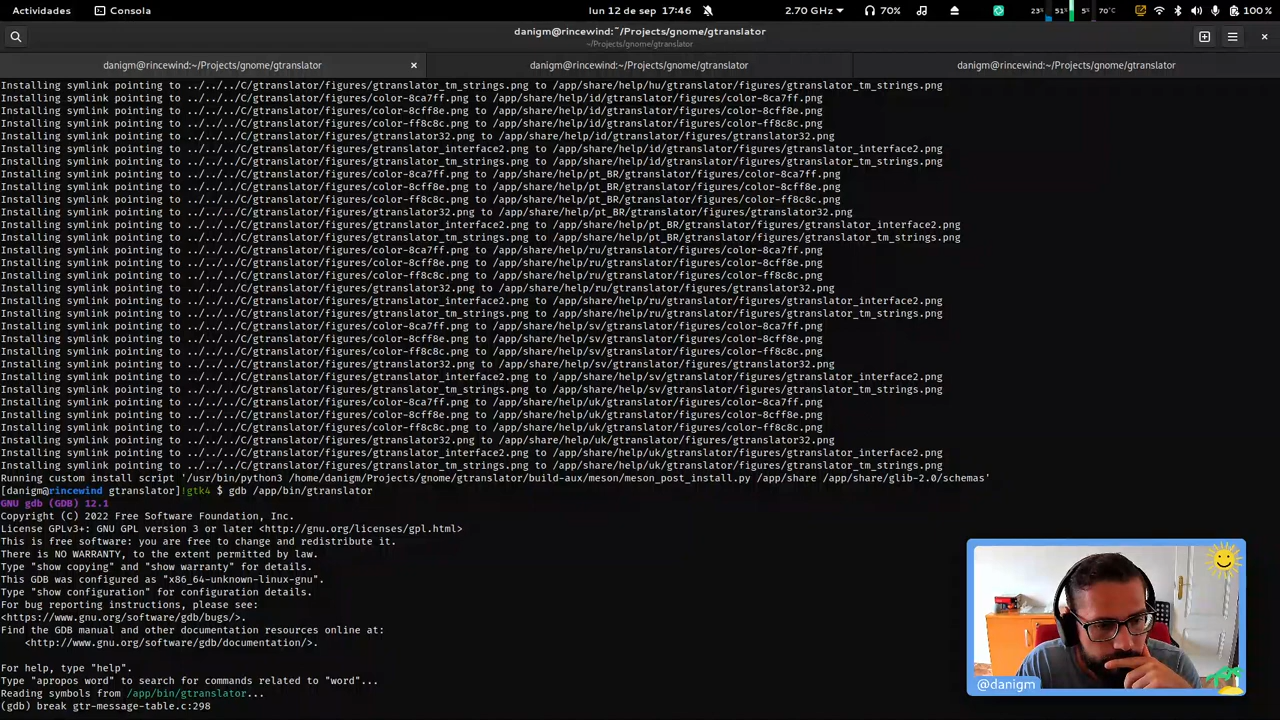 Actividades
Consola
lun 12 de sep 17:46
2.70 GHz
70%
23%
51%
5%
70°C
100 %
danigm@rincewind:~/Projects/gnome/gtranslator
~/Projects/gnome/gtranslator
danigm@rincewind:~/Projects/gnome/gtranslator
danigm@rincewind:~/Projects/gnome/gtranslator
danigm@rincewind:~/Projects/gnome/gtranslator
Installing symlink pointing to ../../../C/gtranslator/figures/gtranslator_tm_strings.png to /app/share/help/hu/gtranslator/figures/gtranslator_tm_strings.png
Installing symlink pointing to ../../../C/gtranslator/figures/color-8ca7ff.png to /app/share/help/id/gtranslator/figures/color-8ca7ff.png
Installing symlink pointing to ../../../C/gtranslator/figures/color-8cff8e.png to /app/share/help/id/gtranslator/figures/color-8cff8e.png
Installing symlink pointing to ../../../C/gtranslator/figures/color-ff8c8c.png to /app/share/help/id/gtranslator/figures/color-ff8c8c.png
Installing symlink pointing to ../../../C/gtranslator/figures/gtranslator32.png to /app/share/help/id/gtranslator/figures/gtranslator32.png
Installing symlink pointing to ../../../C/gtranslator/figures/gtranslator_interface2.png to /app/share/help/id/gtranslator/figures/gtranslator_interface2.png
Installing symlink pointing to ../../../C/gtranslator/figures/gtranslator_tm_strings.png to /app/share/help/id/gtranslator/figures/gtranslator_tm_strings.png
Installing symlink pointing to ../../../C/gtranslator/figures/color-8ca7ff.png to /app/share/help/pt_BR/gtranslator/figures/color-8ca7ff.png
Installing symlink pointing to ../../../C/gtranslator/figures/color-8cff8e.png to /app/share/help/pt_BR/gtranslator/figures/color-8cff8e.png
Installing symlink pointing to ../../../C/gtranslator/figures/color-ff8c8c.png to /app/share/help/pt_BR/gtranslator/figures/color-ff8c8c.png
Installing symlink pointing to ../../../C/gtranslator/figures/gtranslator32.png to /app/share/help/pt_BR/gtranslator/figures/gtranslator32.png
Installing symlink pointing to ../../../C/gtranslator/figures/gtranslator_interface2.png to /app/share/help/pt_BR/gtranslator/figures/gtranslator_interface2.png
Installing symlink pointing to ../../../C/gtranslator/figures/gtranslator_tm_strings.png to /app/share/help/pt_BR/gtranslator/figures/gtranslator_tm_strings.png
Installing symlink pointing to ../../../C/gtranslator/figures/color-8ca7ff.png to /app/share/help/ru/gtranslator/figures/color-8ca7ff.png
Installing symlink pointing to ../../../C/gtranslator/figures/color-8cff8e.png to /app/share/help/ru/gtranslator/figures/color-8cff8e.png
Installing symlink pointing to ../../../C/gtranslator/figures/color-ff8c8c.png to /app/share/help/ru/gtranslator/figures/color-ff8c8c.png
Installing symlink pointing to ../../../C/gtranslator/figures/gtranslator32.png to /app/share/help/ru/gtranslator/figures/gtranslator32.png
Installing symlink pointing to ../../../C/gtranslator/figures/gtranslator_interface2.png to /app/share/help/ru/gtranslator/figures/gtranslator_interface2.png
Installing symlink pointing to ../../../C/gtranslator/figures/gtranslator_tm_strings.png to /app/share/help/ru/gtranslator/figures/gtranslator_tm_strings.png
Installing symlink pointing to ../../../C/gtranslator/figures/color-8ca7ff.png to /app/share/help/sv/gtranslator/figures/color-8ca7ff.png
Installing symlink pointing to ../../../C/gtranslator/figures/color-8cff8e.png to /app/share/help/sv/gtranslator/figures/color-8cff8e.png
Installing symlink pointing to ../../../C/gtranslator/figures/color-ff8c8c.png to /app/share/help/sv/gtranslator/figures/color-ff8c8c.png
Installing symlink pointing to ../../../C/gtranslator/figures/gtranslator32.png to /app/share/help/sv/gtranslator/figures/gtranslator32.png
Installing symlink pointing to ../../../C/gtranslator/figures/gtranslator_interface2.png to /app/share/help/sv/gtranslator/figures/gtranslator_interface2.png
Installing symlink pointing to ../../../C/gtranslator/figures/gtranslator_tm_strings.png to /app/share/help/sv/gtranslator/figures/gtranslator_tm_strings.png
Installing symlink pointing to ../../../C/gtranslator/figures/color-8ca7ff.png to /app/share/help/uk/gtranslator/figures/color-8ca7ff.png
Installing symlink pointing to ../../../C/gtranslator/figures/color-8cff8e.png to /app/share/help/uk/gtranslator/figures/color-8cff8e.png
Installing symlink pointing to ../../../C/gtranslator/figures/color-ff8c8c.png to /app/share/help/uk/gtranslator/figures/color-ff8c8c.png
Installing symlink pointing to ../../../C/gtranslator/figures/gtranslator32.png to /app/share/help/uk/gtranslator/figures/gtranslator32.png
Installing symlink pointing to ../../../C/gtranslator/figures/gtranslator_interface2.png to /app/share/help/uk/gtranslator/figures/gtranslator_interface2.png
Installing symlink pointing to ../../../C/gtranslator/figures/gtranslator_tm_strings.png to /app/share/help/uk/gtranslator/figures/gtranslator_tm_strings.png
Running custom install script '/usr/bin/python3 /home/danigm/Projects/gnome/gtranslator/build-aux/meson/meson_post_install.py /app/share /app/share/glib-2.0/schemas'
[danigm@rincewind gtranslator]!gtk4 $ gdb /app/bin/gtranslator
GNU gdb (GDB) 12.1
Copyright (C) 2022 Free Software Foundation, Inc.
License GPLv3+: GNU GPL version 3 or later <http://gnu.org/licenses/gpl.html>
This is free software: you are free to change and redistribute it.
There is NO WARRANTY, to the extent permitted by law.
Type "show copying" and "show warranty" for details.
This GDB was configured as "x86_64-unknown-linux-gnu".
Type "show configuration" for configuration details.
For bug reporting instructions, please see:
<https://www.gnu.org/software/gdb/bugs/>.
Find the GDB manual and other documentation resources online at:
<http://www.gnu.org/software/gdb/documentation/>.
For help, type "help".
Type "apropos word" to search for commands related to "word"...
Reading symbols from /app/bin/gtranslator...
(gdb) break gtr-message-table.c:298
@danigm